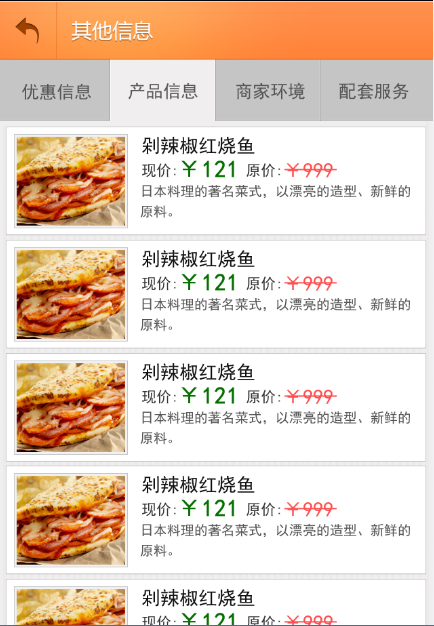 其他信息
优惠信息 产品信息 商家环境 配套服务
剁辣椒红烧鱼
现价:￥121 原价:￥999
日本料理的著名菜式，以漂亮的造型、新鲜的
原料。
剁辣椒红烧鱼
现价:￥121 原价:￥999
日本料理的著名菜式，以漂亮的造型、新鲜的
原料。
剁辣椒红烧鱼
现价:￥121 原价:￥999
日本料理的著名菜式，以漂亮的造型、新鲜的
原料。
剁辣椒红烧鱼
现价:￥121 原价:￥999
日本料理的著名菜式，以漂亮的造型、新鲜的
原料。
剁辣椒红烧鱼
现价:￥121 原价:￥999